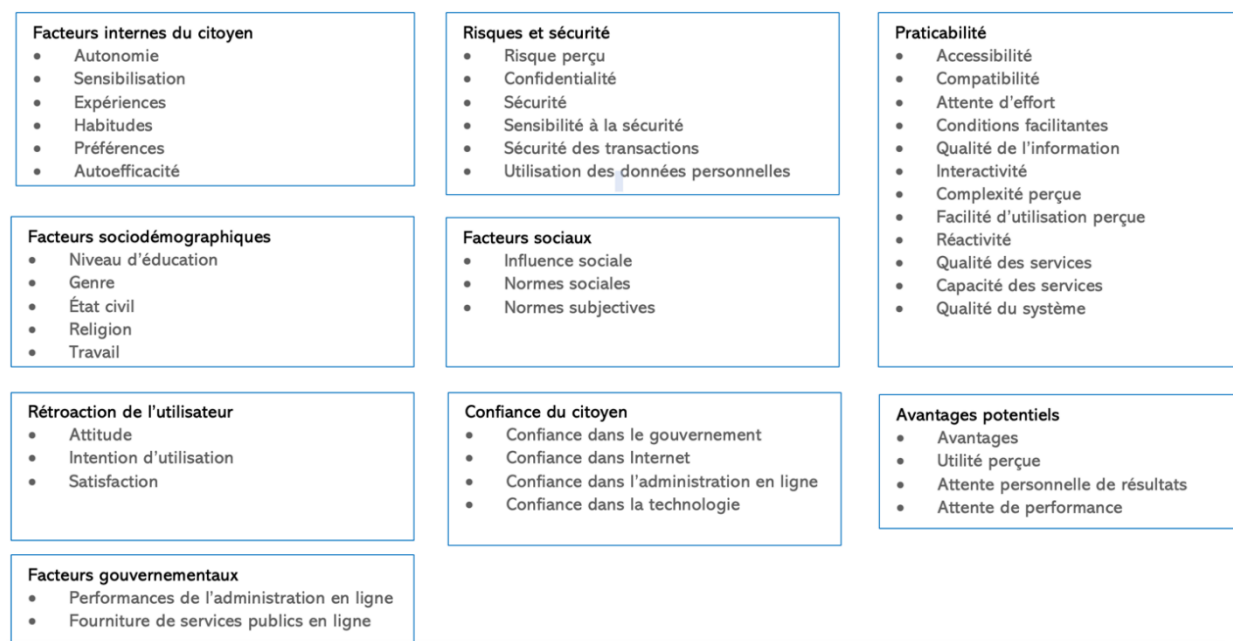 Facteurs internes du citoyen
• Autonomie
• Sensibilisation
• Expériences
• Habitudes
• Préférences
• Autoefficacité
Risques et sécurité
• Risque perçu
• Confidentialité
• Sécurité
• Sensibilité à la sécurité
• Sécurité des transactions
• Utilisation des données personnelles
Praticabilité
• Accessibilité
• Compatibilité
• Attente d'effort
• Conditions facilitantes
• Qualité de l'information
• Interactivité
• Complexité perçue
• Facilité d'utilisation perçue
• Réactivité
• Qualité des services
• Capacité des services
• Qualité du système
Facteurs sociodémographiques
• Niveau d'éducation
• Genre
• État civil
• Religion
• Travail
Facteurs sociaux
• Influence sociale
• Normes sociales
• Normes subjectives
Rétroaction de l'utilisateur
• Attitude
• Intention d'utilisation
• Satisfaction
Confiance du citoyen
• Confiance dans le gouvernement
• Confiance dans Internet
• Confiance dans l'administration en ligne
• Confiance dans la technologie
Avantages potentiels
• Avantages
• Utilité perçue
• Attente personnelle de résultats
• Attente de performance
Facteurs gouvernementaux
• Performances de l'administration en ligne
• Fourniture de services publics en ligne